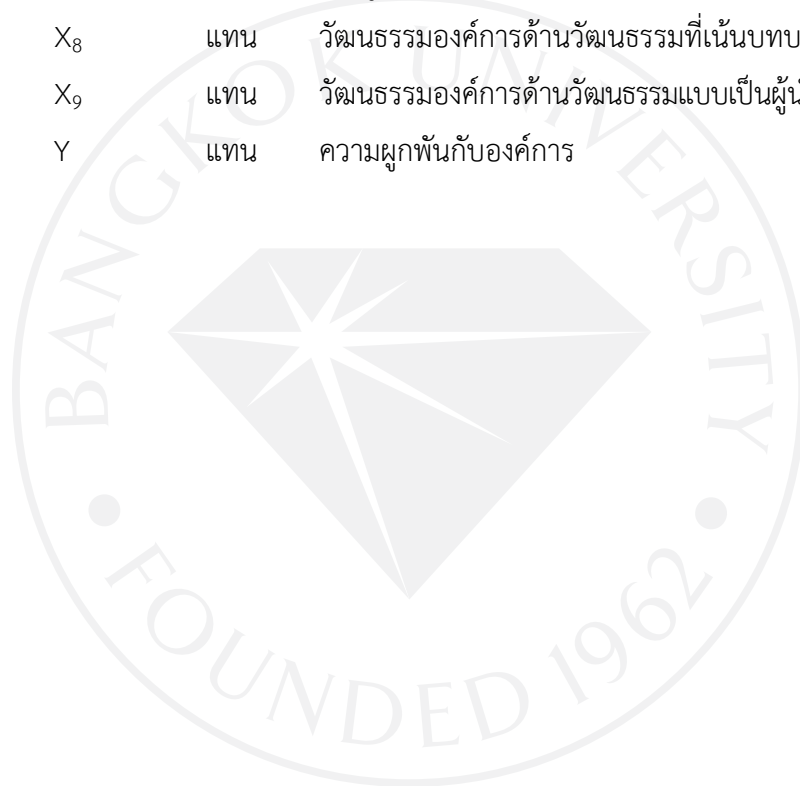 X₈ แทน วัฒนธรรมองค์การด้านวัฒนธรรมที่เน้นบทบ
X₉ แทน วัฒนธรรมองค์การด้านวัฒนธรรมแบบเป็นผู้น
Y แทน ความผูกพันกับองค์การ
BANGKOK UNIVERSITY
FOUNDED 1962